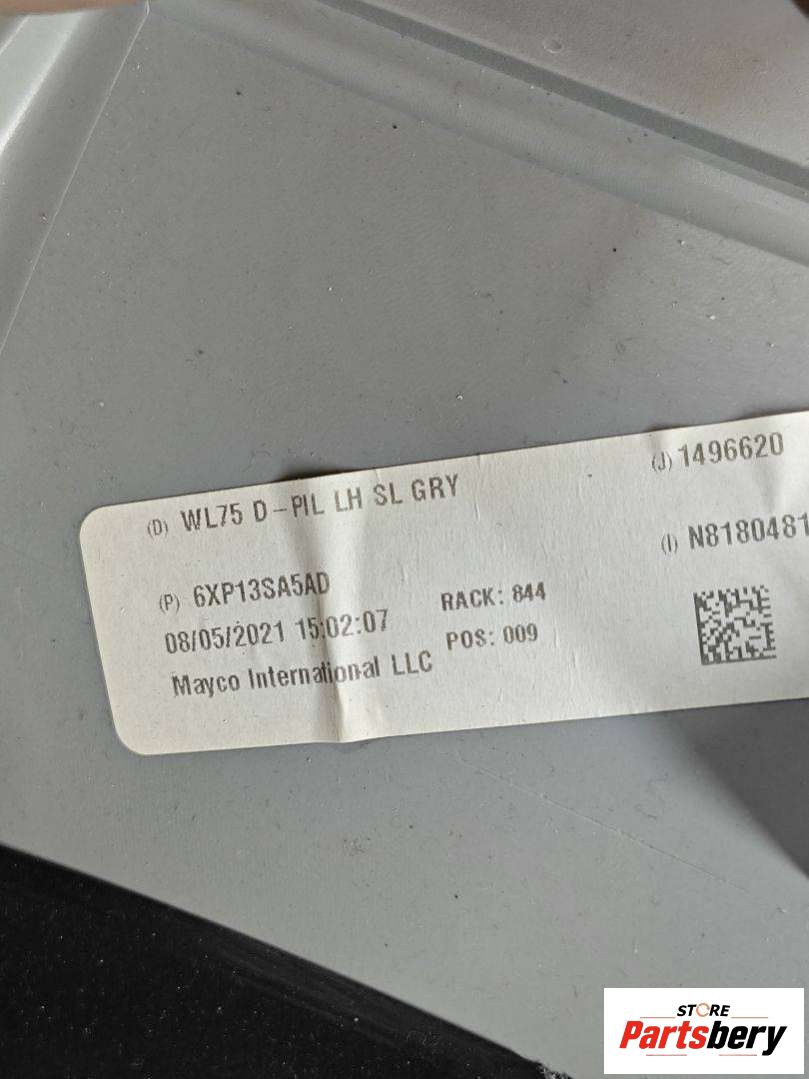 (D) WL75 D-PIL LH SL GRY
(J) 1496620
(I) N8180481
(P) 6XP13SA5AD
RACK: 844
08/05/2021 15:02:07
POS: 009
Mayco International LLC
STORE
Partsbery